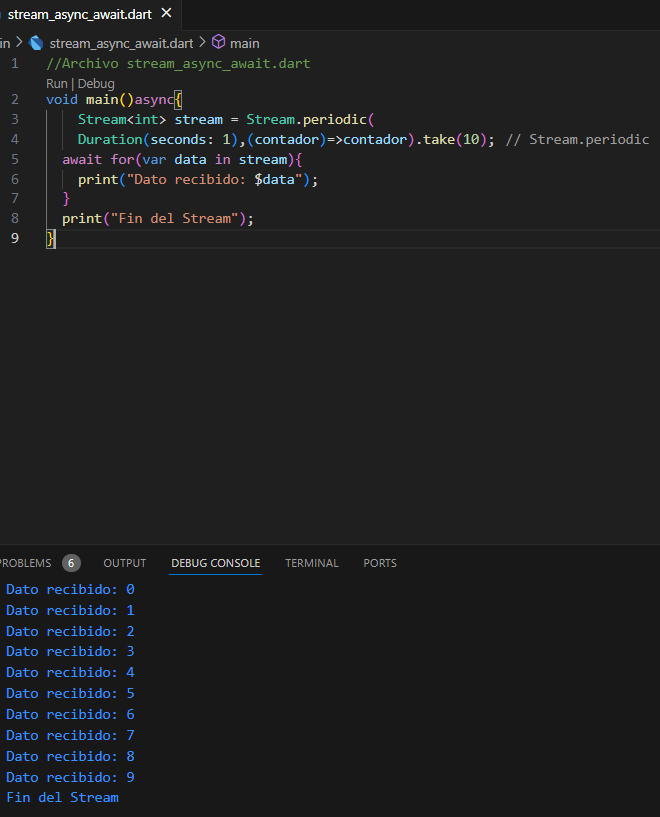 stream_async_await.dart
in > stream_async_await.dart > main
1 //Archivo stream_async_await.dart
Run | Debug
2 void main()async{
3 Stream<int> stream = Stream.periodic(
4 Duration(seconds: 1),(contador)=>contador).take(10); // Stream.periodic
5 await for(var data in stream){
6 print("Dato recibido: $data");
7 }
8 print("Fin del Stream");
9 }
PROBLEMS 6 OUTPUT DEBUG CONSOLE TERMINAL PORTS
Dato recibido: 0
Dato recibido: 1
Dato recibido: 2
Dato recibido: 3
Dato recibido: 4
Dato recibido: 5
Dato recibido: 6
Dato recibido: 7
Dato recibido: 8
Dato recibido: 9
Fin del Stream